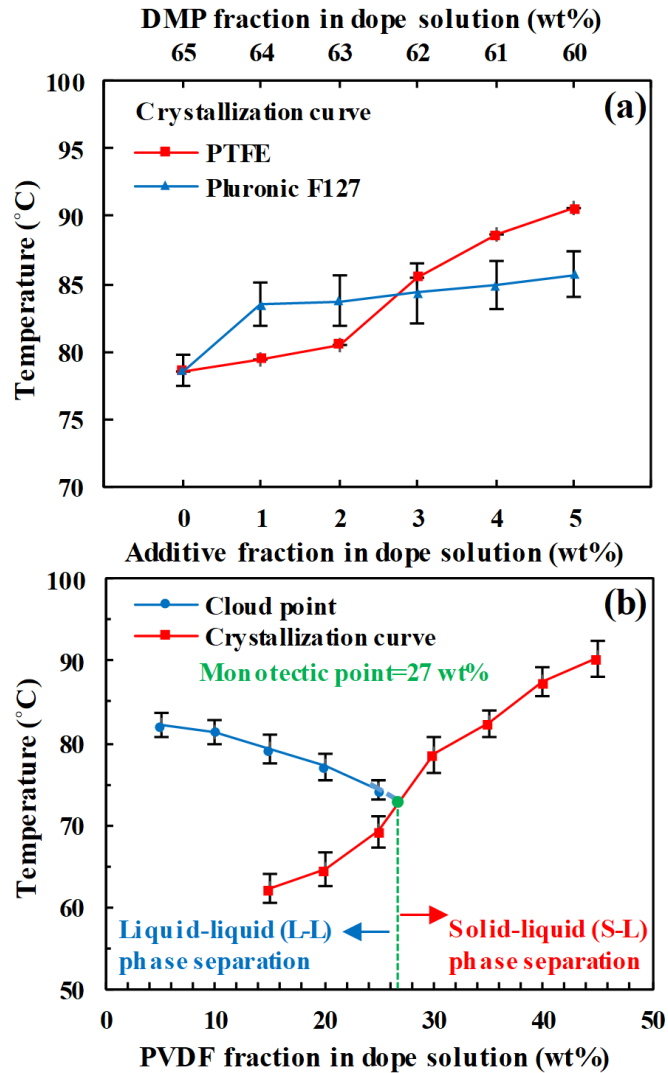 DMP fraction in dope solution (wt%)
65 64 63 62 61 60
100
95
90
85
80
75
70
Temperature (°C)
(a)
Crystallization curve
PTFE
Pluronic F127
0 1 2 3 4 5
Additive fraction in dope solution (wt%)
100
90
80
70
60
50
Temperature (°C)
(b)
Cloud point
Crystallization curve
Monotectic point=27 wt%
Liquid-liquid (L-L)
phase separation
Solid-liquid (S-L)
phase separation
0 10 20 30 40 50
PVDF fraction in dope solution (wt%)